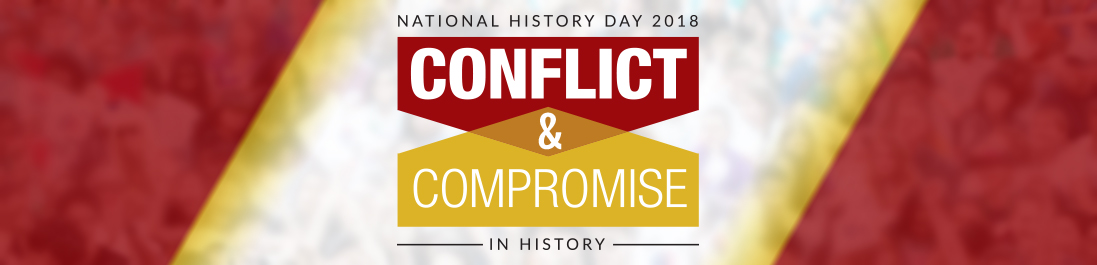 NATIONAL HISTORY DAY 2018
CONFLICT
&
COMPROMISE
IN HISTORY